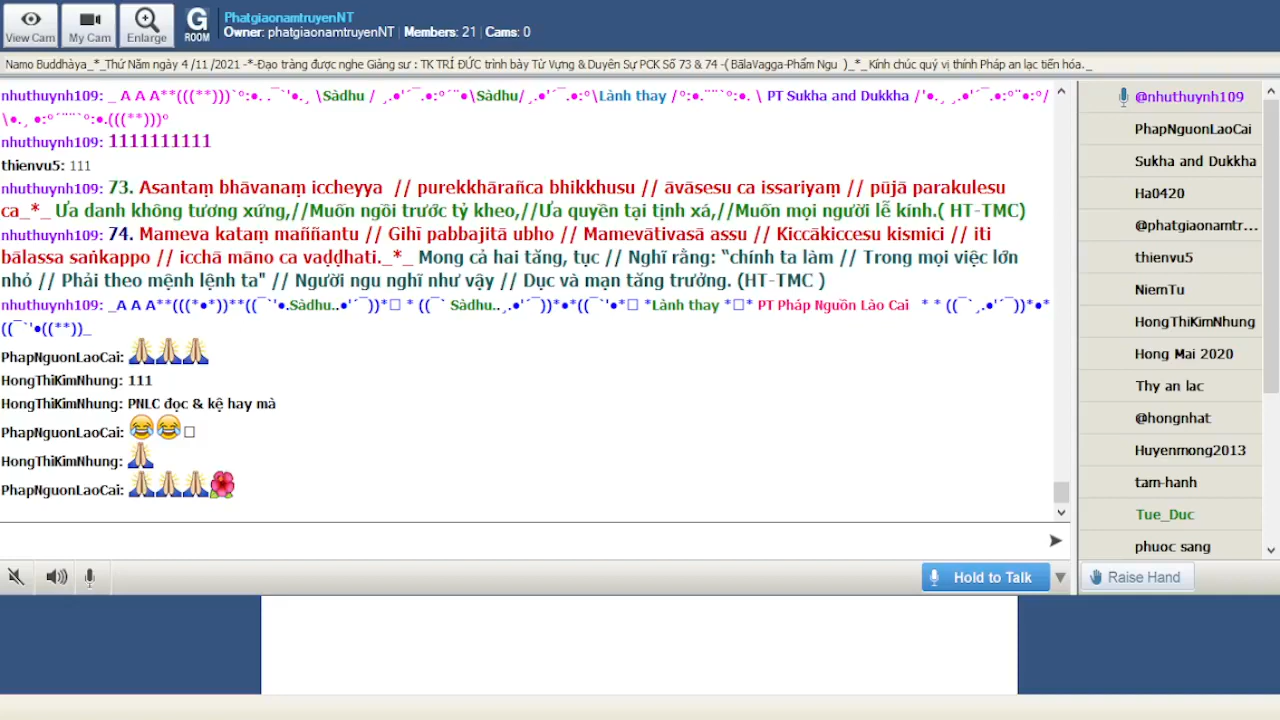 View Cam
My Cam
Enlarge
G
ROOM
PhatgiaonamtruyenNT
Owner: phatgiaonamtruyenNT | Members: 21 | Cams: 0
Namo Buddhàya_*_Thứ Năm ngày 4 /11 /2021 -*-Đạo tràng được nghe Giảng sư : TK TRÍ ĐỨC trình bày Từ Vựng & Duyên Sự PCK Số 73 & 74 -( BālaVagga-Phẩm Ngu )_*_Kính chúc quý vị thính Pháp an lạc tiến hóa._
nhuthuynh109: _ A A A**(((**)))`°:•. .¯`'•.¸ \Sàdhu / ¸.•'´¯.•:°´¨•\Sàdhu/¸.•'´¯.•:°\Lành thay /°:•.¨¨`°:•. \ PT Sukha and Dukkha /'•.¸ ¸.•'´¯.•:°¨•:°/
\•.¸ •:°´¨¨`°:•.(((**)))°
nhuthuynh109: 1111111111
thienvu5: 111
nhuthuynh109: 73. Asantaṃ bhāvanaṃ iccheyya // purekkhārañca bhikkhusu // āvāsesu ca issariyaṃ // pūjā parakulesu
ca_*_ Ưa danh không tương xứng,//Muốn ngồi trước tỷ kheo,//Ưa quyền tại tịnh xá,//Muốn mọi người lễ kính.( HT-TMC)
nhuthuynh109: 74. Mameva kataṃ maññantu // Gihī pabbajitā ubho // Mamevātivasā assu // Kiccākiccesu kismici // iti
bālassa saṅkappo // icchā māno ca vaḍḍhati._*_ Mong cả hai tăng, tục // Nghĩ rằng: “chính ta làm // Trong mọi việc lớn
nhỏ // Phải theo mệnh lệnh ta" // Người ngu nghĩ như vậy // Dục và mạn tăng trưởng. (HT-TMC )
nhuthuynh109: _A A A**(((*•*))**((¯`'•.Sàdhu..•'´¯))*□ * ((¯` Sàdhu..¸.•'´¯))*•*((¯`'•*□ *Lành thay *□* PT Pháp Nguồn Lào Cai * * ((¯`¸.•'´¯))*•*
((¯`'•((**))_
PhapNguonLaoCai: 🙏🙏🙏
HongThiKimNhung: 111
HongThiKimNhung: PNLC đọc & kệ hay mà
PhapNguonLaoCai: 😂😂□
HongThiKimNhung: 🙏
PhapNguonLaoCai: 🙏🙏🙏🌺
Hold to Talk
@nhuthuynh109
PhapNguonLaoCai
Sukha and Dukkha
Ha0420
@phatgiaonamtr...
thienvu5
NiemTu
HongThiKimNhung
Hong Mai 2020
Thy an lac
@hongnhat
Huyenmong2013
tam-hanh
Tue_Duc
phuoc sang
Raise Hand